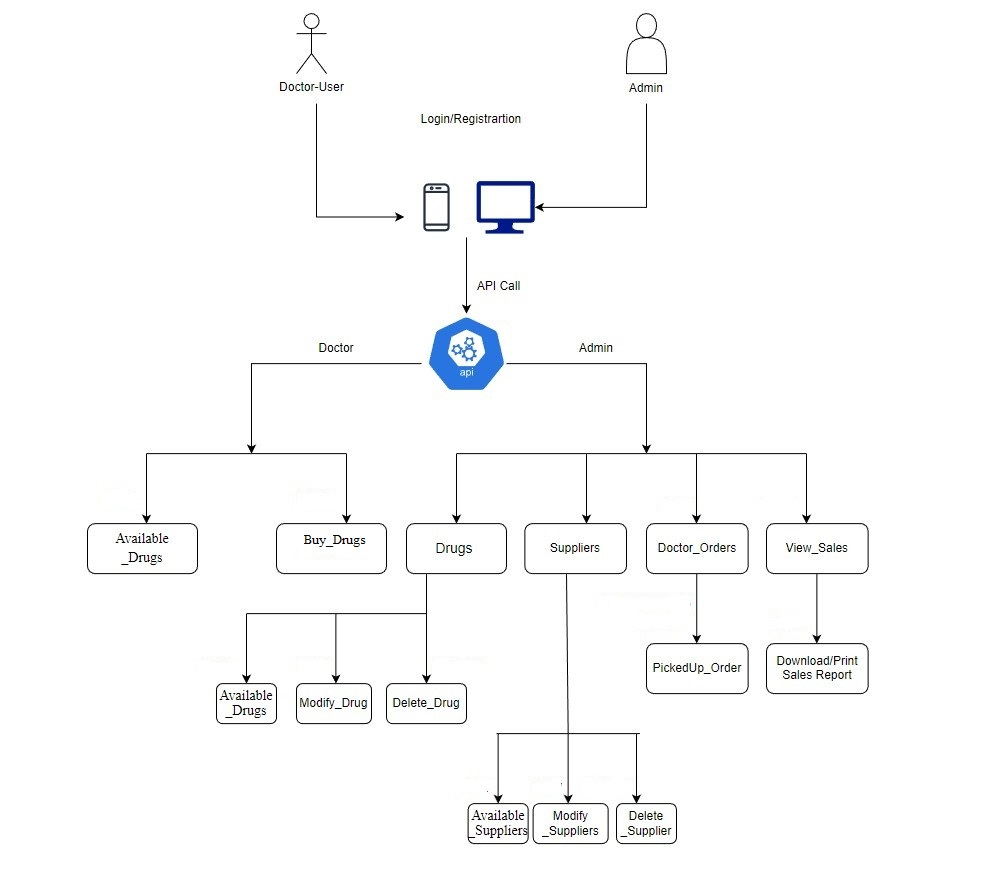 Doctor-User
Admin
Login/Registrartion
API Call
Doctor
Admin
api
Available
_Drugs
Buy_Drugs
Drugs
Suppliers
Doctor_Orders
View_Sales
PickedUp_Order
Download/Print
Sales Report
Available
_Drugs
Modify_Drug
Delete_Drug
Available
_Suppliers
Modify
_Suppliers
Delete
_Supplier